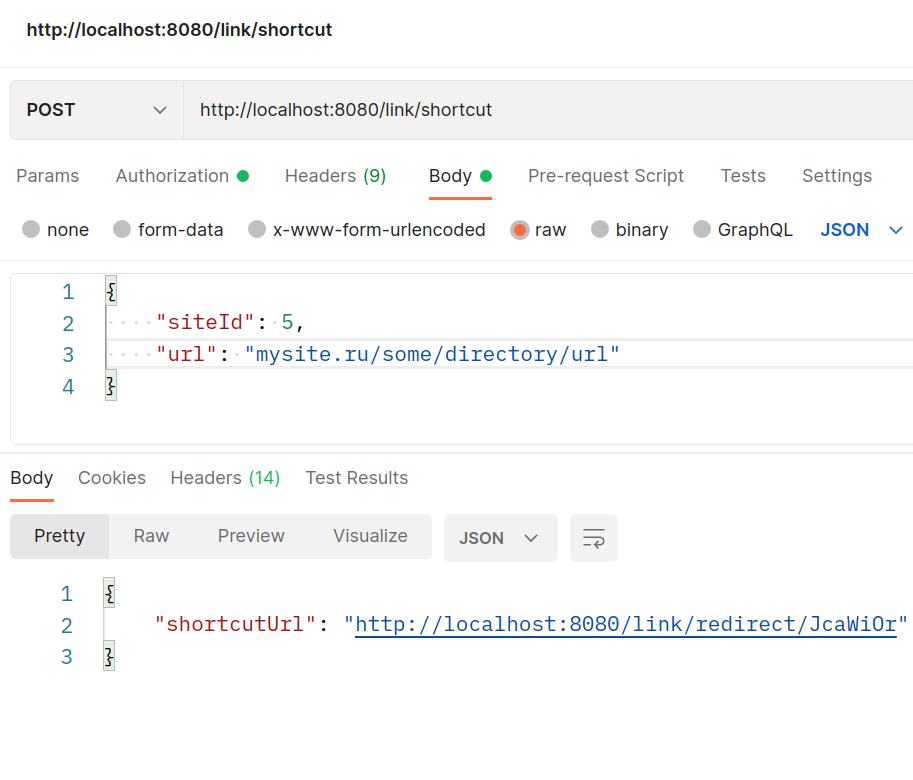 http://localhost:8080/link/shortcut
POST http://localhost:8080/link/shortcut
Params Authorization Headers (9) Body Pre-request Script Tests Settings
none form-data x-www-form-urlencoded raw binary GraphQL JSON
1 {
2 "siteId": 5,
3 "url": "mysite.ru/some/directory/url"
4 }
Body Cookies Headers (14) Test Results
Pretty Raw Preview Visualize JSON
1 {
2 "shortcutUrl": "http://localhost:8080/link/redirect/JcaWiOr"
3 }